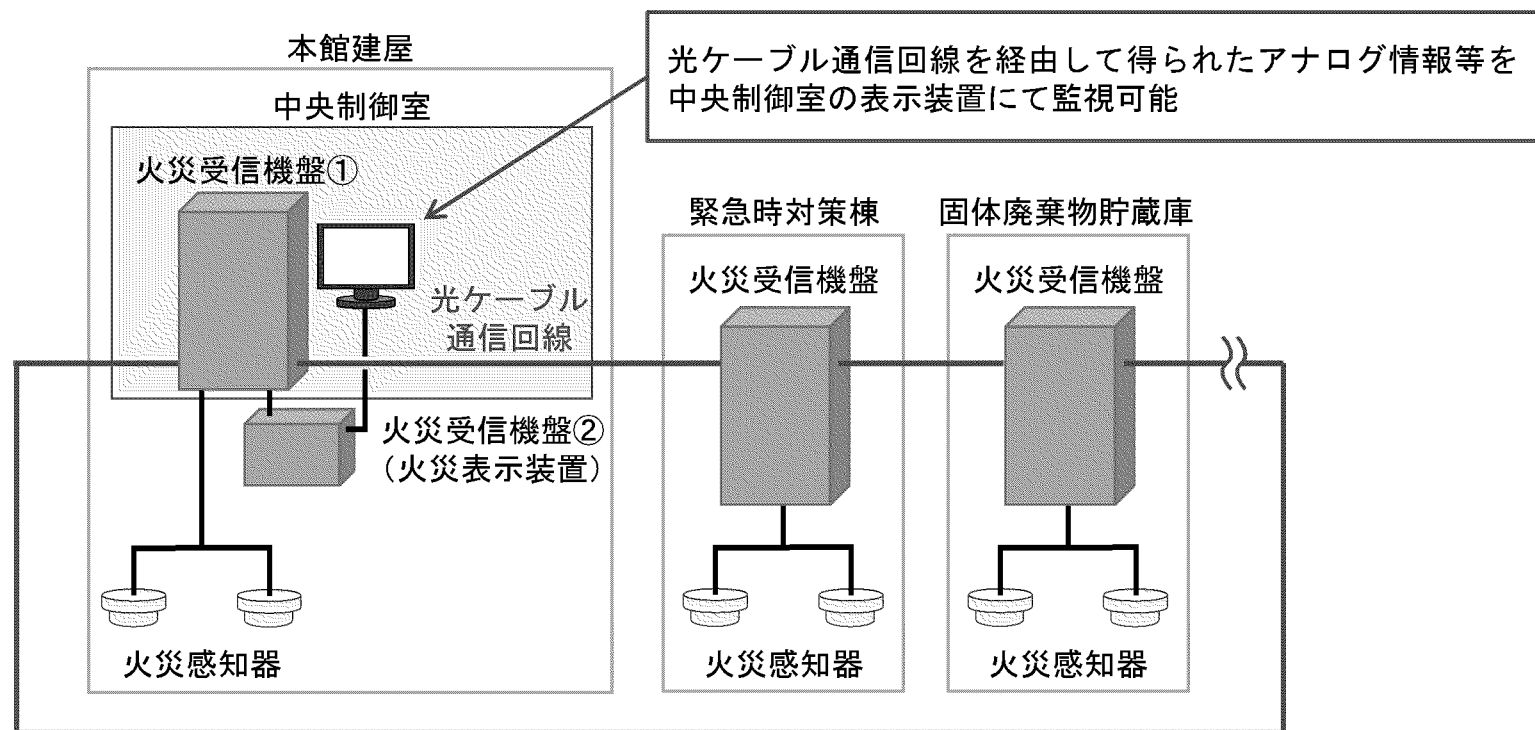 本館建屋
光ケーブル通信回線を経由して得られたアナログ情報等を
中央制御室の表示装置にて監視可能
中央制御室
火災受信機盤①
光ケーブル
通信回線
火災受信機盤②
（火災表示装置）
火災感知器
緊急時対策棟
火災受信機盤
火災感知器
固体廃棄物貯蔵庫
火災受信機盤
火災感知器